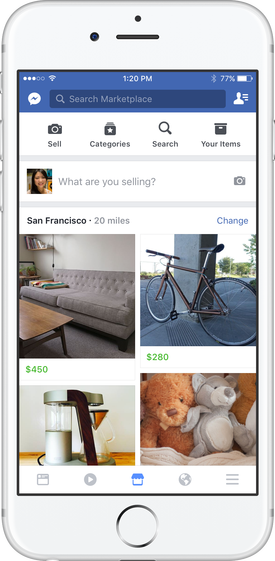 1:20 PM 77%
Search Marketplace
Sell Categories Search Your Items
What are you selling?
San Francisco · 20 miles Change
$450
$280